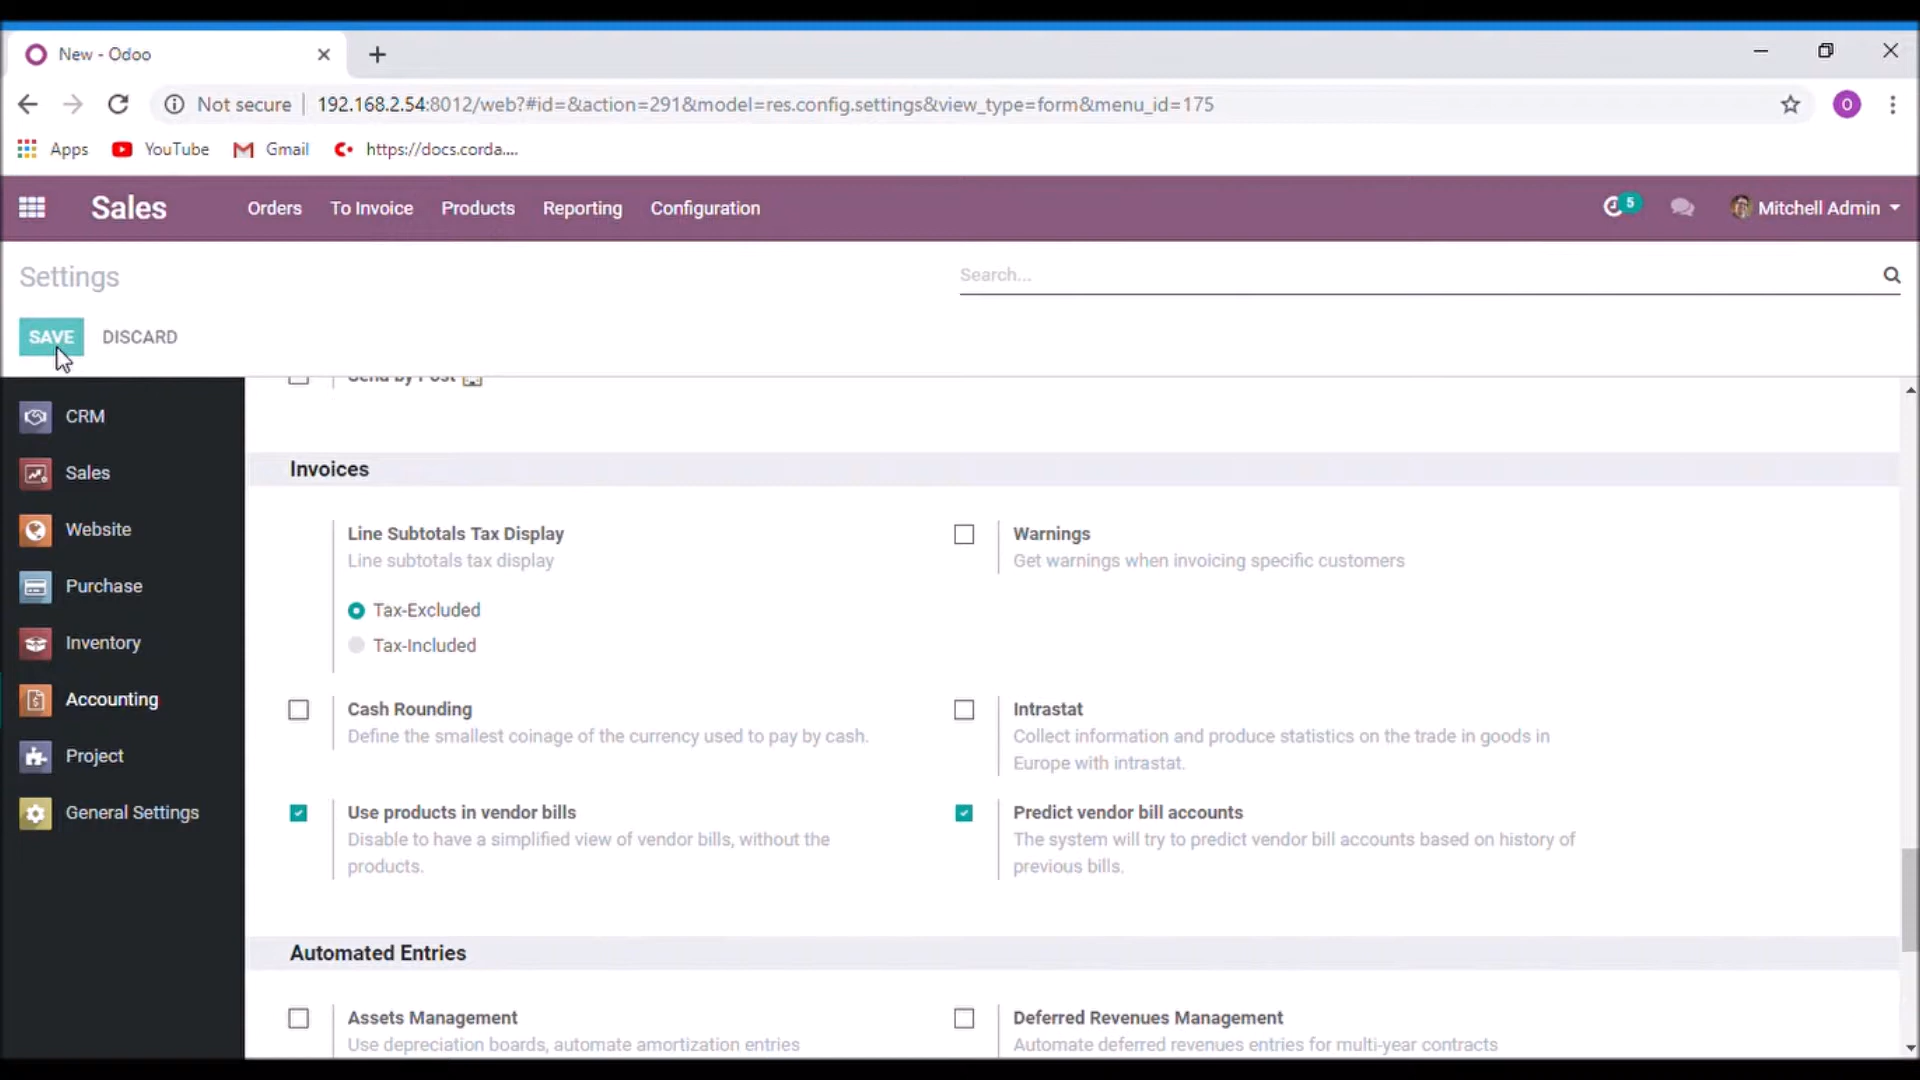 New - Odoo
Not secure
192.168.2.54:8012/web?#id=&action=291&model=res.config.settings&view_type=form&menu_id=175
O
Apps
YouTube
Gmail
https://docs.corda....
Sales
Orders
To Invoice
Products
Reporting
Configuration
5
Mitchell Admin
Settings
Search...
SAVE
DISCARD
CRM
Sales
Website
Purchase
Inventory
Accounting
Project
General Settings
Send by Post
Invoices
Line Subtotals Tax Display
Line subtotals tax display
Tax-Excluded
Tax-Included
Warnings
Get warnings when invoicing specific customers
Cash Rounding
Define the smallest coinage of the currency used to pay by cash.
Intrastat
Collect information and produce statistics on the trade in goods in
Europe with intrastat.
Use products in vendor bills
Disable to have a simplified view of vendor bills, without the
products.
Predict vendor bill accounts
The system will try to predict vendor bill accounts based on history of
previous bills.
Automated Entries
Assets Management
Use depreciation boards, automate amortization entries
Deferred Revenues Management
Automate deferred revenues entries for multi-year contracts